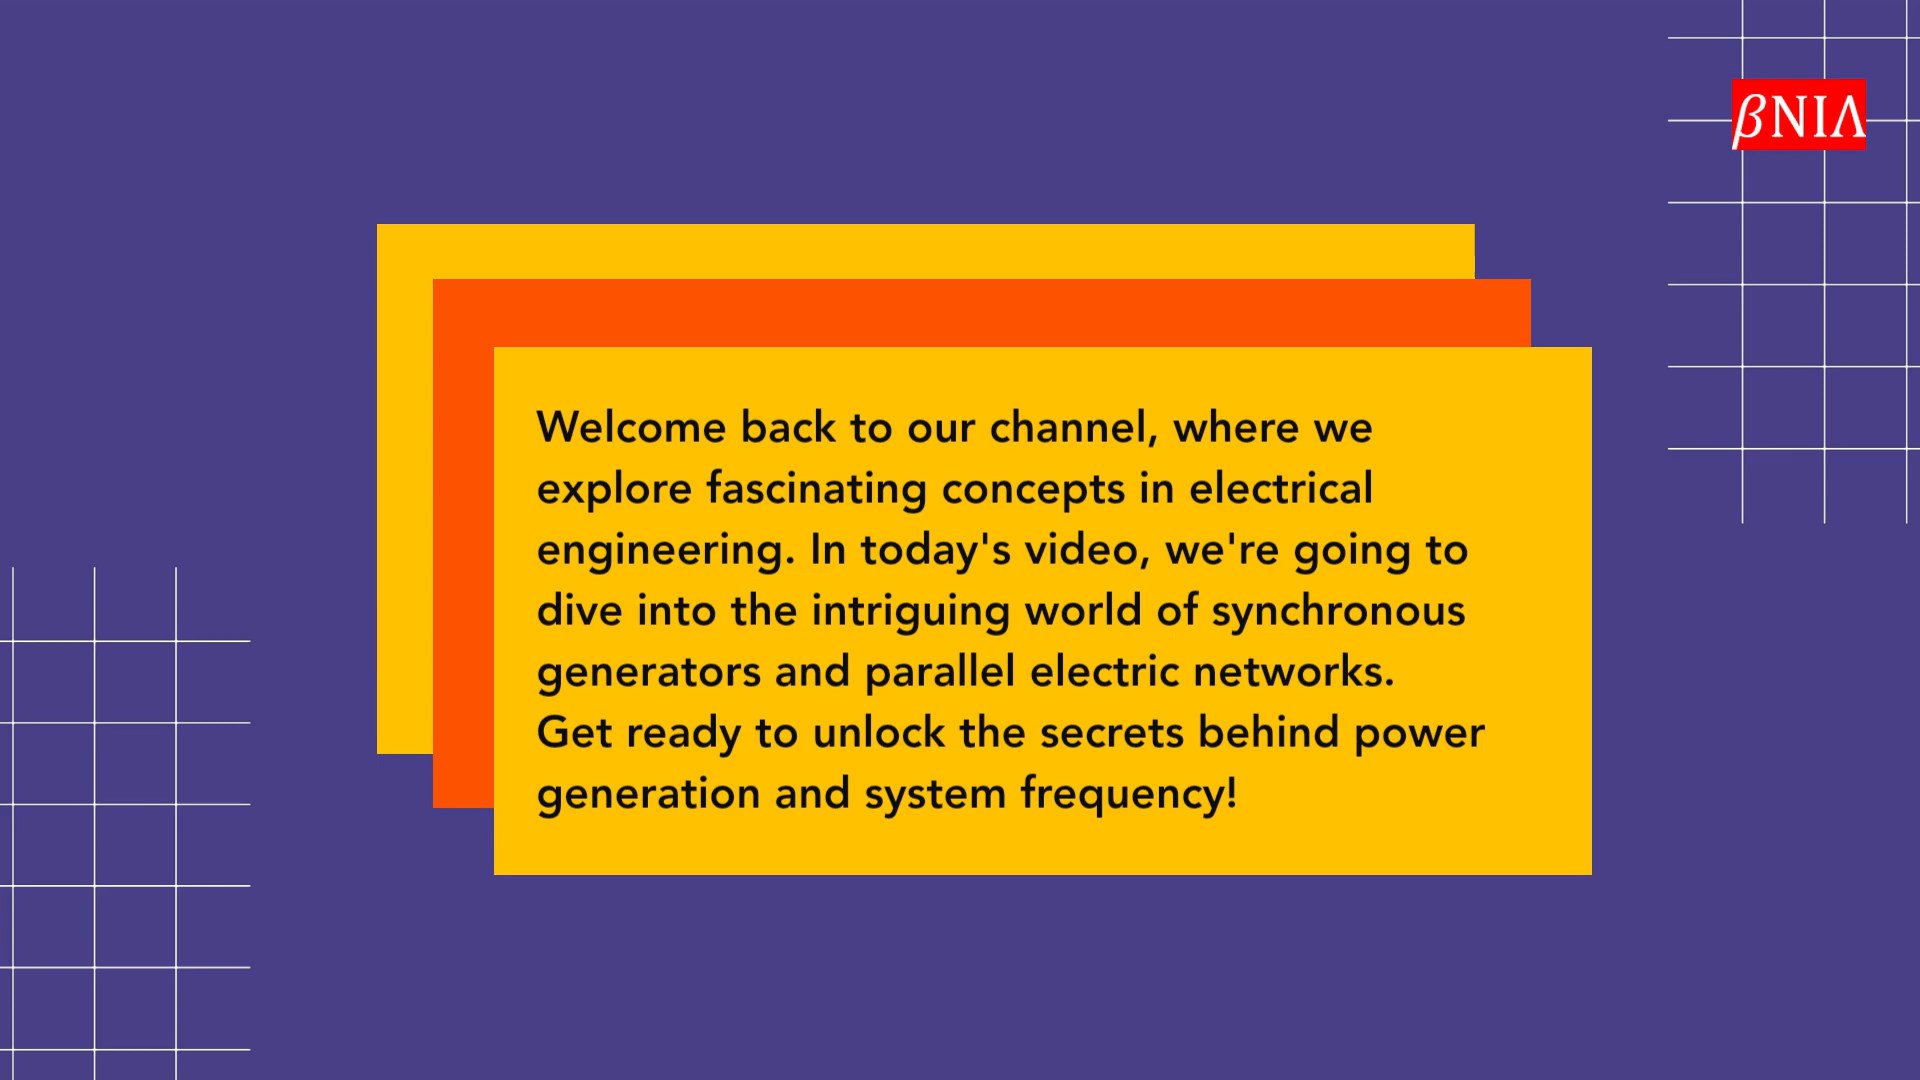 βNIΛ
Welcome back to our channel, where we
explore fascinating concepts in electrical
engineering. In today's video, we're going to
dive into the intriguing world of synchronous
generators and parallel electric networks.
Get ready to unlock the secrets behind power
generation and system frequency!